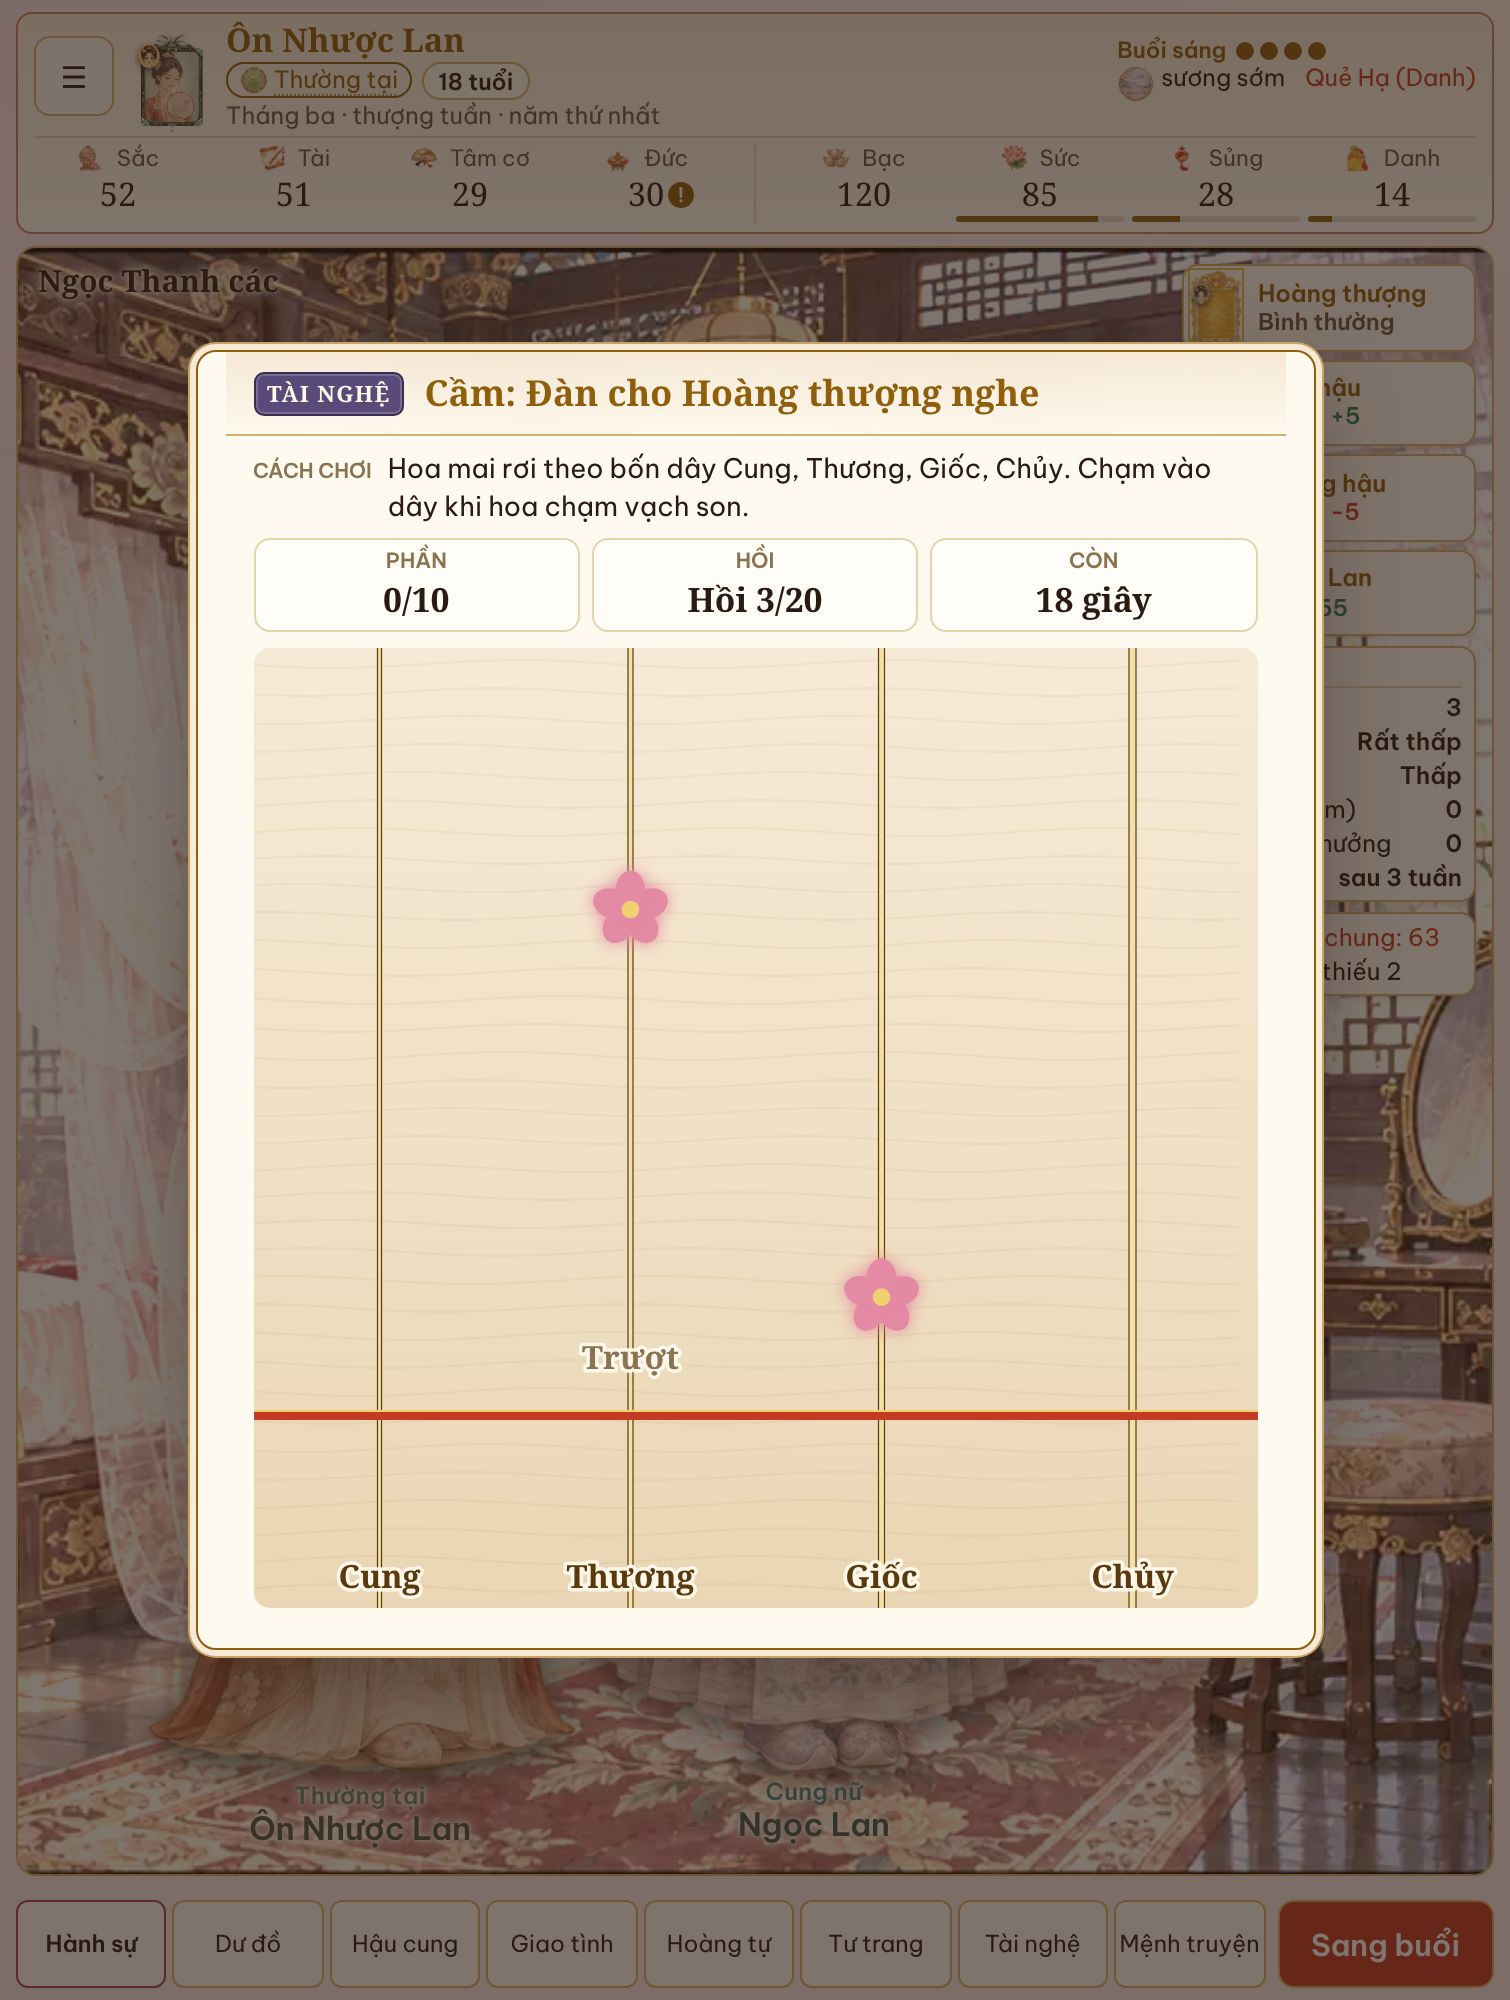 Ôn Nhược Lan
Thường tại
18 tuổi
Tháng ba · thượng tuần · năm thứ nhất
Buổi sáng
sương sớm
Quẻ Hạ (Danh)
Sắc
52
Tài
51
Tâm cơ
29
Đức
30 !
Bạc
120
Sức
85
Sủng
28
Danh
14
Ngọc Thanh các
Hoàng thượng
Bình thường
+5
g hậu
-5
Lan
3
Rất thấp
Thấp
0
0
sau 3 tuần
chung: 63
thiếu 2
TÀI NGHỆ
Cầm: Đàn cho Hoàng thượng nghe
CÁCH CHƠI
Hoa mai rơi theo bốn dây Cung, Thương, Giốc, Chủy. Chạm vào
dây khi hoa chạm vạch son.
PHẦN
0/10
HỒI
Hồi 3/20
CÒN
18 giây
Trượt
Cung
Thương
Giốc
Chủy
Thường tại
Ôn Nhược Lan
Cung nữ
Ngọc Lan
Hành sự
Dư đồ
Hậu cung
Giao tình
Hoàng tự
Tư trang
Tài nghệ
Mệnh truyện
Sang buổi